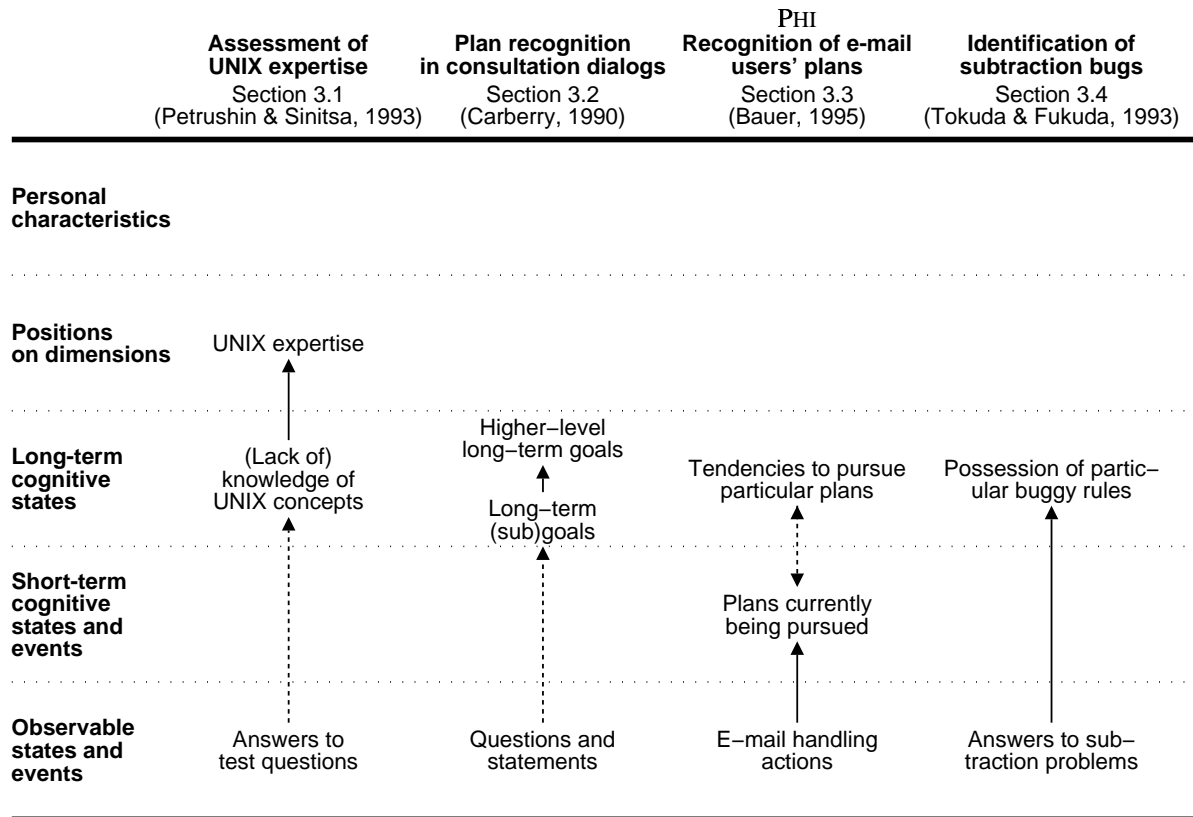 PHI
Assessment of
UNIX expertise
Section 3.1
(Petrushin & Sinitsa, 1993)
Plan recognition
in consultation dialogs
Section 3.2
(Carberry, 1990)
Recognition of e-mail
users' plans
Section 3.3
(Bauer, 1995)
Identification of
subtraction bugs
Section 3.4
(Tokuda & Fukuda, 1993)
Personal
characteristics
Positions
on dimensions
UNIX expertise
Long-term
cognitive
states
(Lack of)
knowledge of
UNIX concepts
Higher−level
long−term goals
Long−term
(sub)goals
Tendencies to pursue
particular plans
Possession of partic−
ular buggy rules
Short-term
cognitive
states and
events
Plans currently
being pursued
Observable
states and
events
Answers to
test questions
Questions and
statements
E−mail handling
actions
Answers to sub−
traction problems